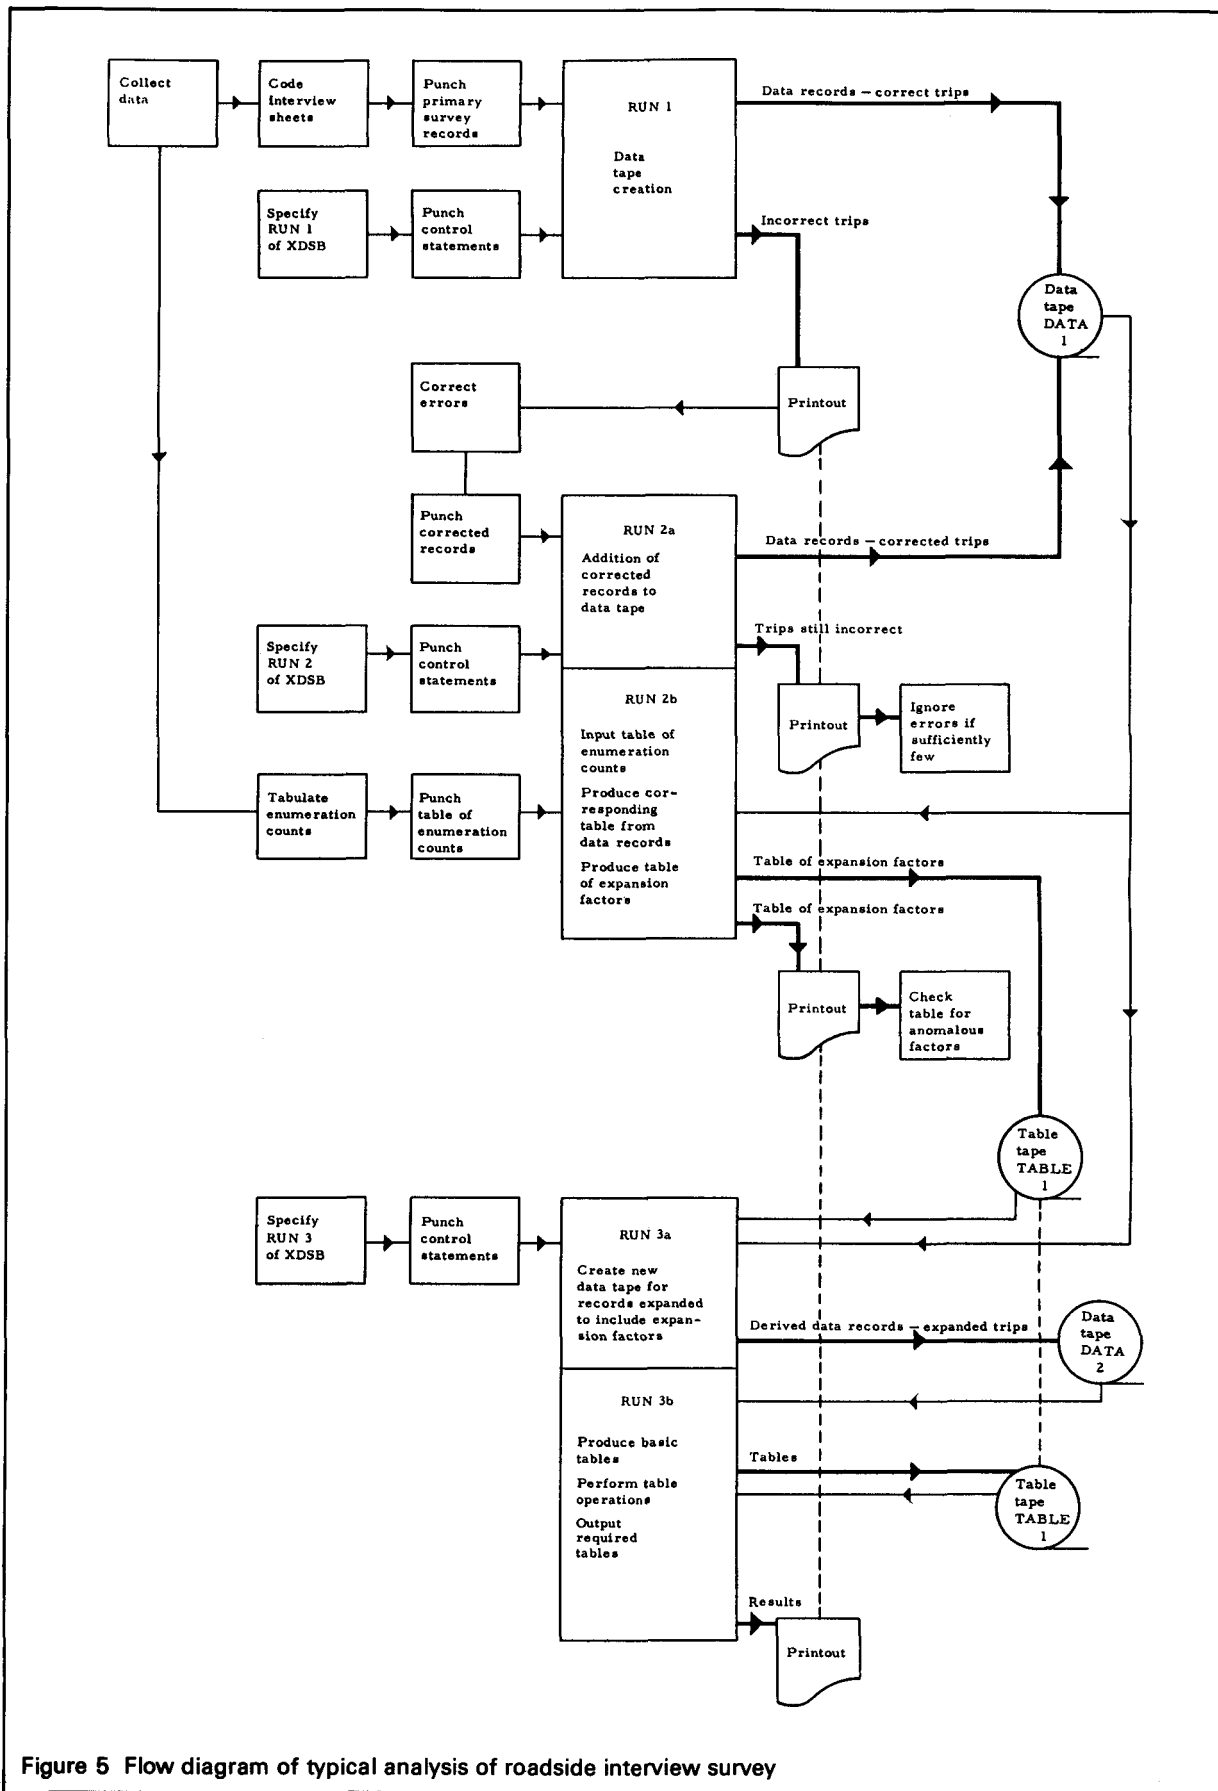 Collect
data
Code
interview
sheets
Punch
primary
survey
records
RUN 1
Data
tape
creation
Data records — correct trips
Specify
RUN 1
of XDSB
Punch
control
statements
Incorrect trips
Data
tape
DATA
1
Correct
errors
Printout
Punch
corrected
records
RUN 2a
Addition of
corrected
records to
data tape
Data records — corrected trips
Specify
RUN 2
of XDSB
Punch
control
statements
Trips still incorrect
Printout
Ignore
errors if
sufficiently
few
RUN 2b
Input table of
enumeration
counts
Produce cor-
responding
table from
data records
Produce table
of expansion
factors
Tabulate
enumeration
counts
Punch
table of
enumeration
counts
Table of expansion factors
Table of expansion factors
Printout
Check
table for
anomalous
factors
Table
tape
TABLE
1
Specify
RUN 3
of XDSB
Punch
control
statements
RUN 3a
Create new
data tape for
records expanded
to include expan-
sion factors
Derived data records — expanded trips
Data
tape
DATA
2
RUN 3b
Produce basic
tables
Perform table
operations
Output
required
tables
Tables
Table
tape
TABLE
1
Results
Printout
Figure 5 Flow diagram of typical analysis of roadside interview survey